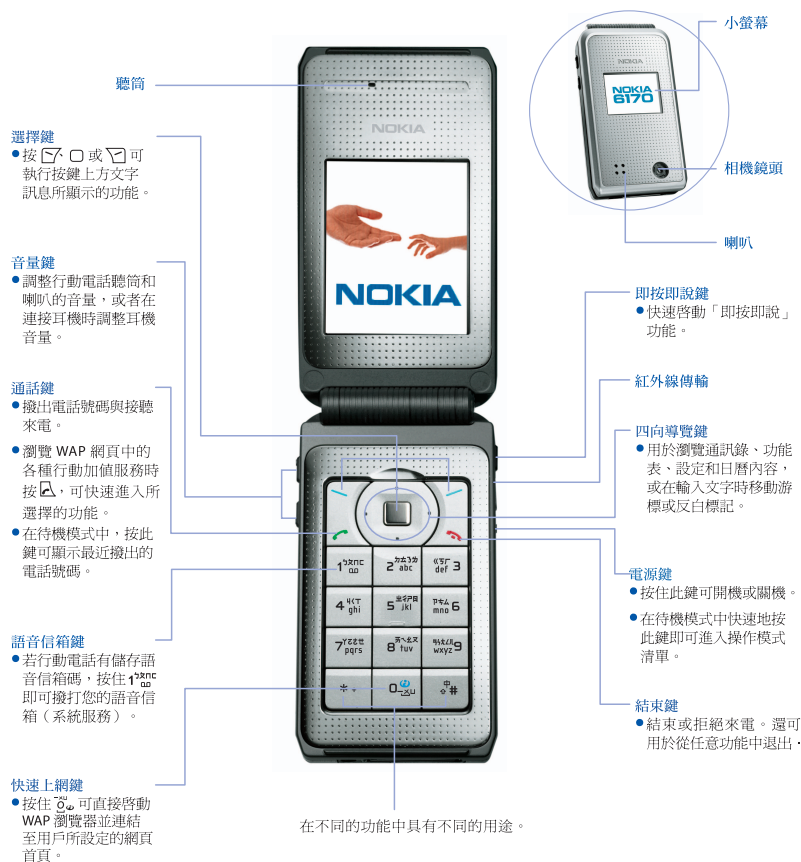 小螢幕
NOKIA
NOKIA
6170
相機鏡頭
喇叭
聽筒
NOKIA
NOKIA
選擇鍵
按 或 可
執行按鍵上方文字
訊息所顯示的功能。
音量鍵
調整行動電話聽筒和
喇叭的音量，或者在
連接耳機時調整耳機
音量。
通話鍵
撥出電話號碼與接聽
來電。
瀏覽 WAP 網頁中的
各種行動加值服務時
按 ，可快速進入所
選擇的功能。
在待機模式中，按此
鍵可顯示最近撥出的
電話號碼。
語音信箱鍵
若行動電話有儲存語
音信箱碼，按住 1ㄅㄆㄇㄈ
即可撥打您的語音信
箱（系統服務）。
快速上網鍵
按住 可直接啓動
WAP 瀏覽器並連結
至用戶所設定的網頁
首頁。
即按即說鍵
快速啓動「即按即說」
功能。
紅外線傳輸
四向導覽鍵
用於瀏覽通訊錄、功能
表、設定和日曆內容，
或在輸入文字時移動游
標或反白標記。
電源鍵
按住此鍵可開機或關機。
在待機模式中快速地按
此鍵即可進入操作模式
清單。
結束鍵
結束或拒絕來電。還可
用於從任意功能中退出．
1 ㄅㄆㄇㄈ
2 ㄉㄊㄋㄌ abc
ㄍㄎㄏ def 3
4 ㄐㄑㄒ ghi
5 ㄓㄔㄕㄖ jkl
ㄗㄘㄙ mno 6
7 ㄚㄛㄜㄝ pqrs
8 ㄞㄟㄠㄡ tuv
ㄢㄣㄤㄥㄦ wxyz 9
* +
0 ㄧㄨㄩ
中 #
在不同的功能中具有不同的用途。